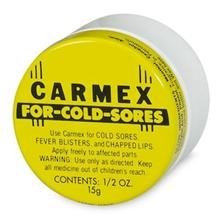 CARMEX
FOR-COLD-SORES
Use Carmex for COLD SORES,
FEVER BLISTERS, and CHAPPED LIPS.
Apply freely to affected parts
WARNING: Use only as directed. Keep
all medicine out of children's reach.
CONTENTS: 1/2 OZ.
15g